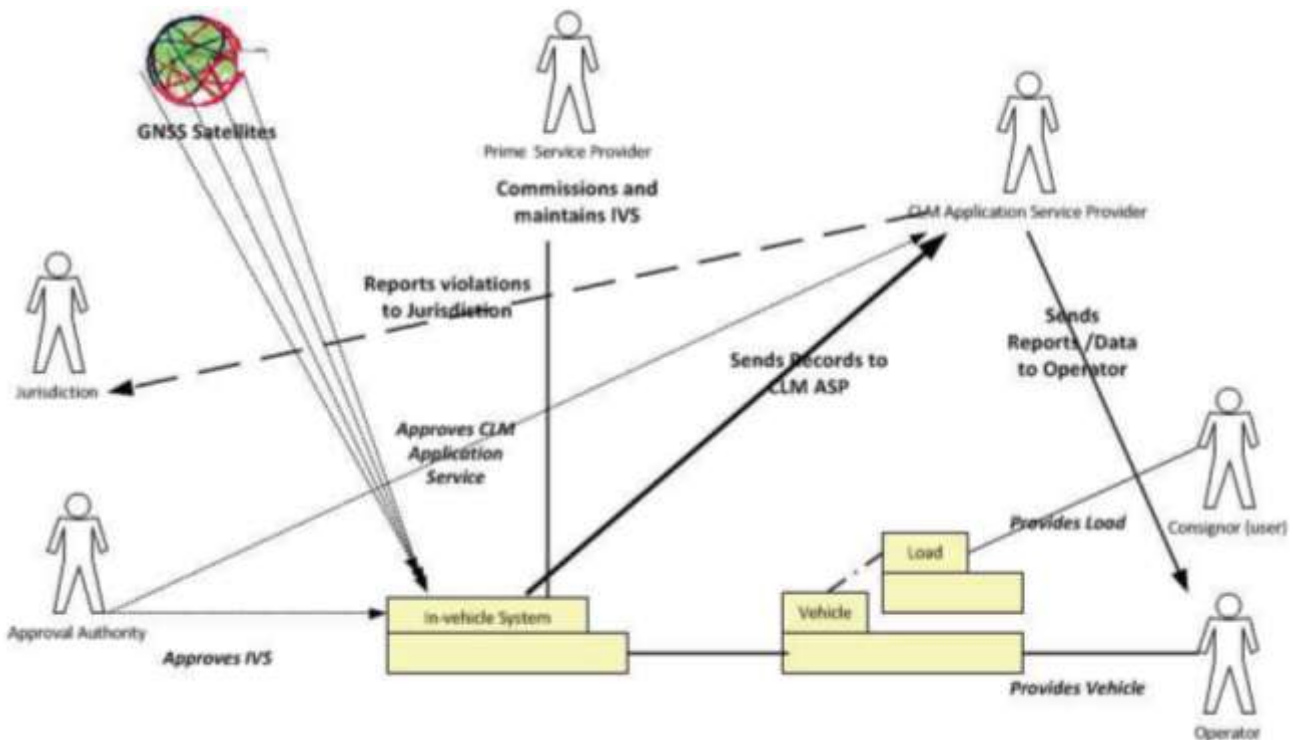 GNSS Satellites
Prime Service Provider
Commissions and
maintains IVS
CLM Application Service Provider
Reports violations
to Jurisdiction
Jurisdiction
Sends
Reports /Data
to Operator
Sends Records to
CLM ASP
Approves CLM
Application
Service
Provides Load
Consignor (user)
Load
Approval Authority
In-vehicle System
Vehicle
Approves IVS
Provides Vehicle
Operator